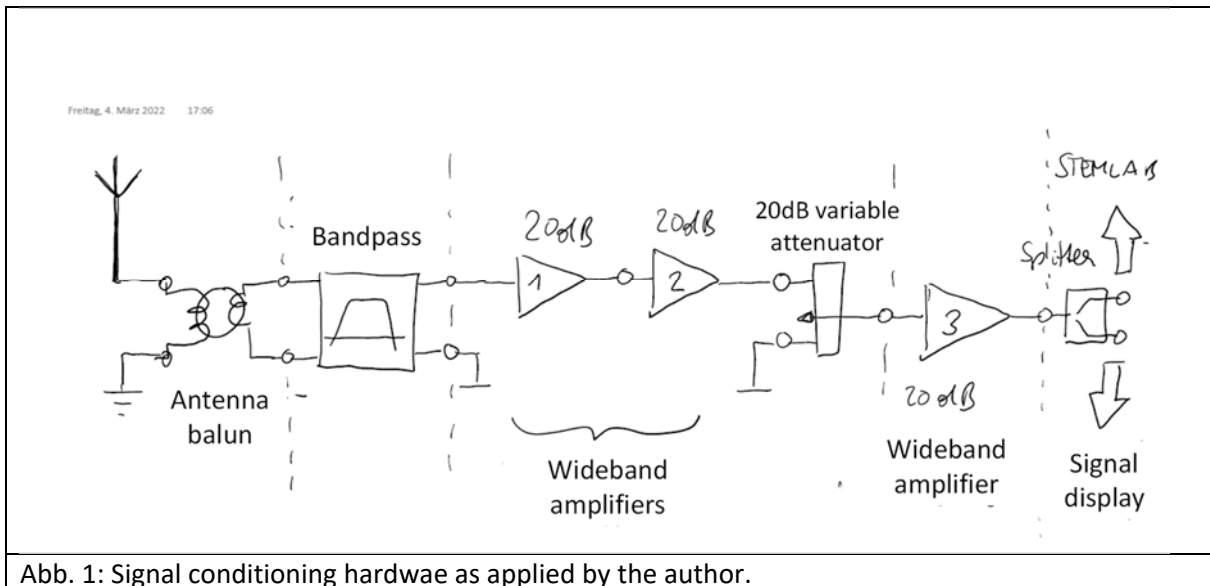 Freitag, 4. März 2022 17:06
STEMLAB
20dB
20dB
20dB variable
attenuator
Bandpass
Splitter
1
2
3
20dB
Antenna
balun
Wideband
amplifiers
Wideband
amplifier
Signal
display
Abb. 1: Signal conditioning hardwae as applied by the author.